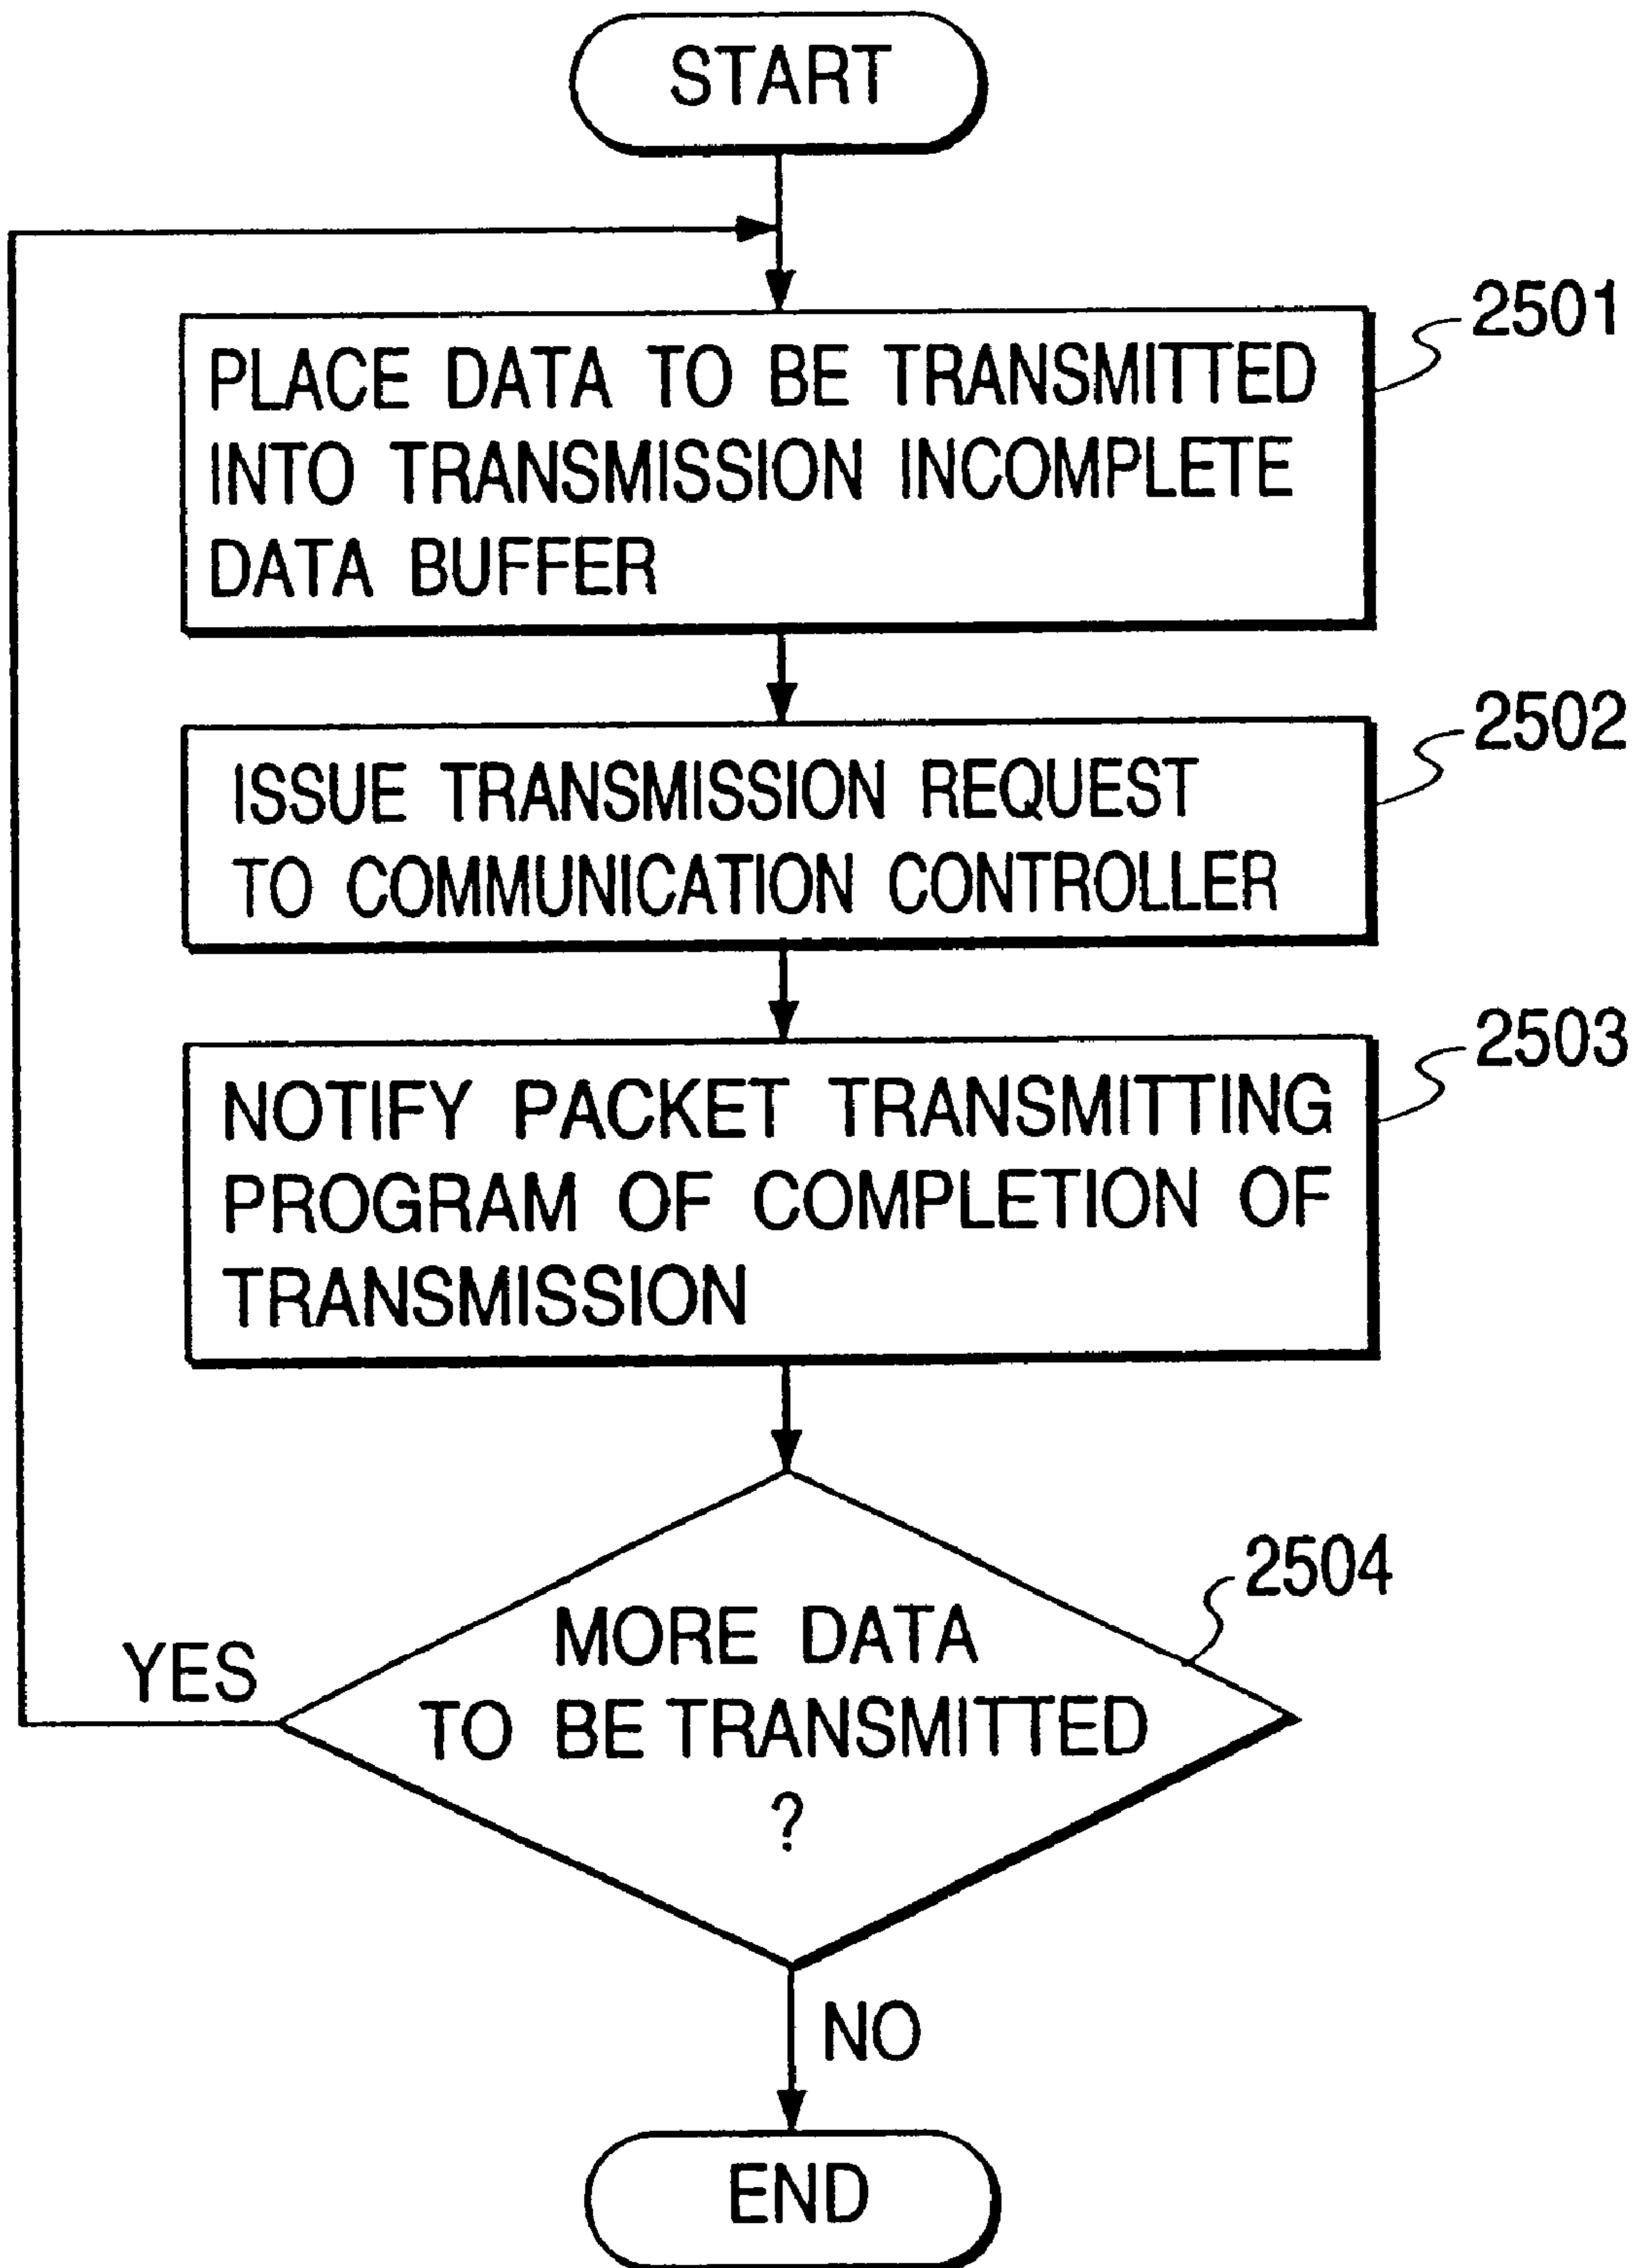 START
2501
PLACE DATA TO BE TRANSMITTED
INTO TRANSMISSION INCOMPLETE
DATA BUFFER
2502
ISSUE TRANSMISSION REQUEST
TO COMMUNICATION CONTROLLER
2503
NOTIFY PACKET TRANSMITTING
PROGRAM OF COMPLETION OF
TRANSMISSION
2504
MORE DATA
TO BE TRANSMITTED
?
YES
NO
END